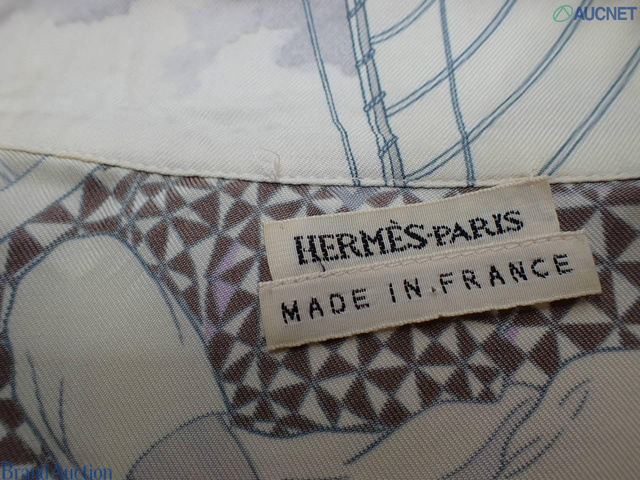 AUCNET
HERMÈS-PARIS
MADE IN FRANCE
Brand Auction